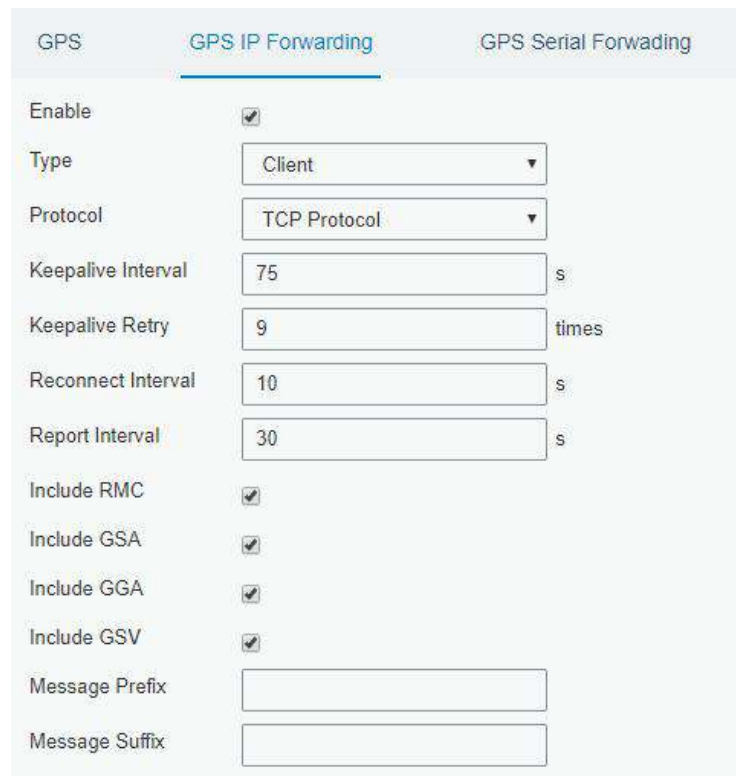 GPS GPS IP Forwarding GPS Serial Forwading
Enable
Type Client
Protocol TCP Protocol
Keepalive Interval 75 s
Keepalive Retry 9 times
Reconnect Interval 10 s
Report Interval 30 s
Include RMC
Include GSA
Include GGA
Include GSV
Message Prefix
Message Suffix